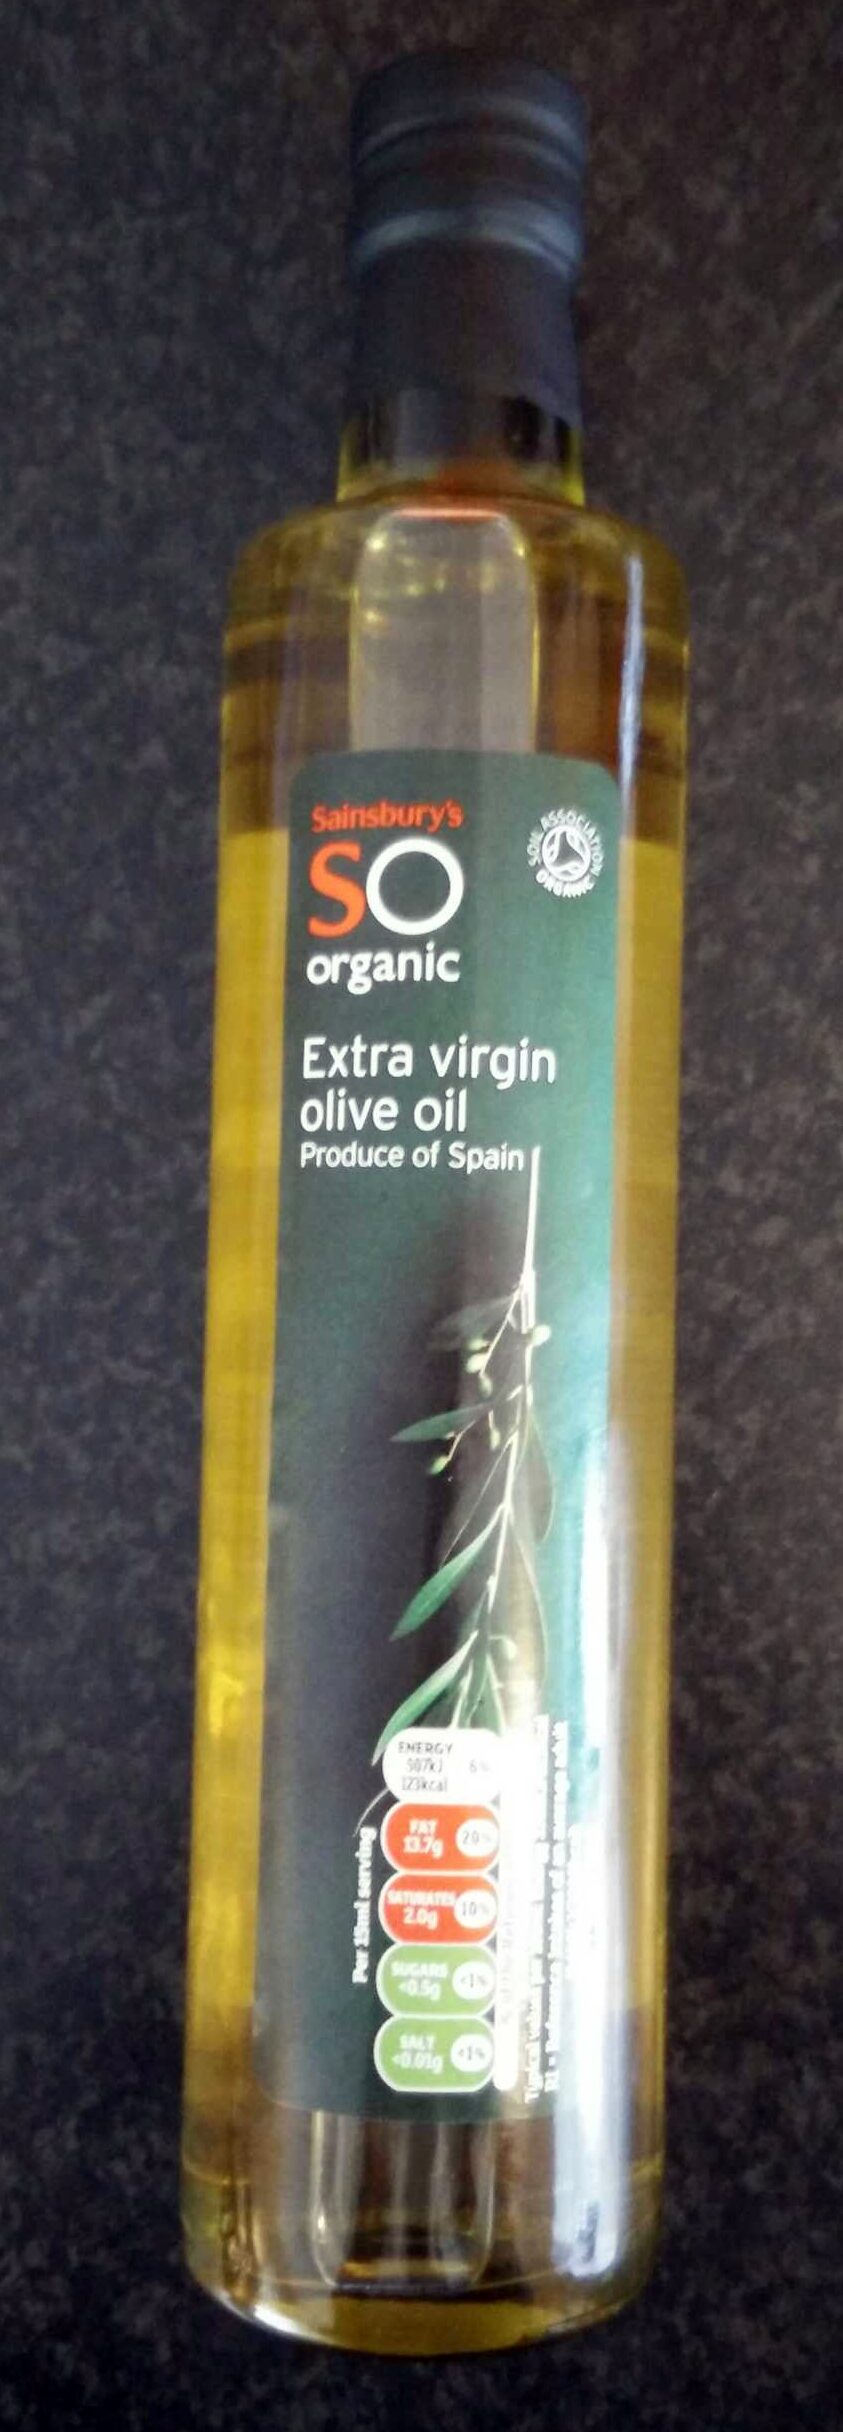 Sainsbury's
SO
organic
SOIL ASSOCIATION
ORGANIC
Extra virgin
olive oil
Produce of Spain
ENERGY
507kJ
123kcal
6%
FAT
13.7g
20%
SATURATES
2.0g
10%
SUGARS
<0.5g
<1%
SALT
<0.01g
<1%
Per 15ml serving